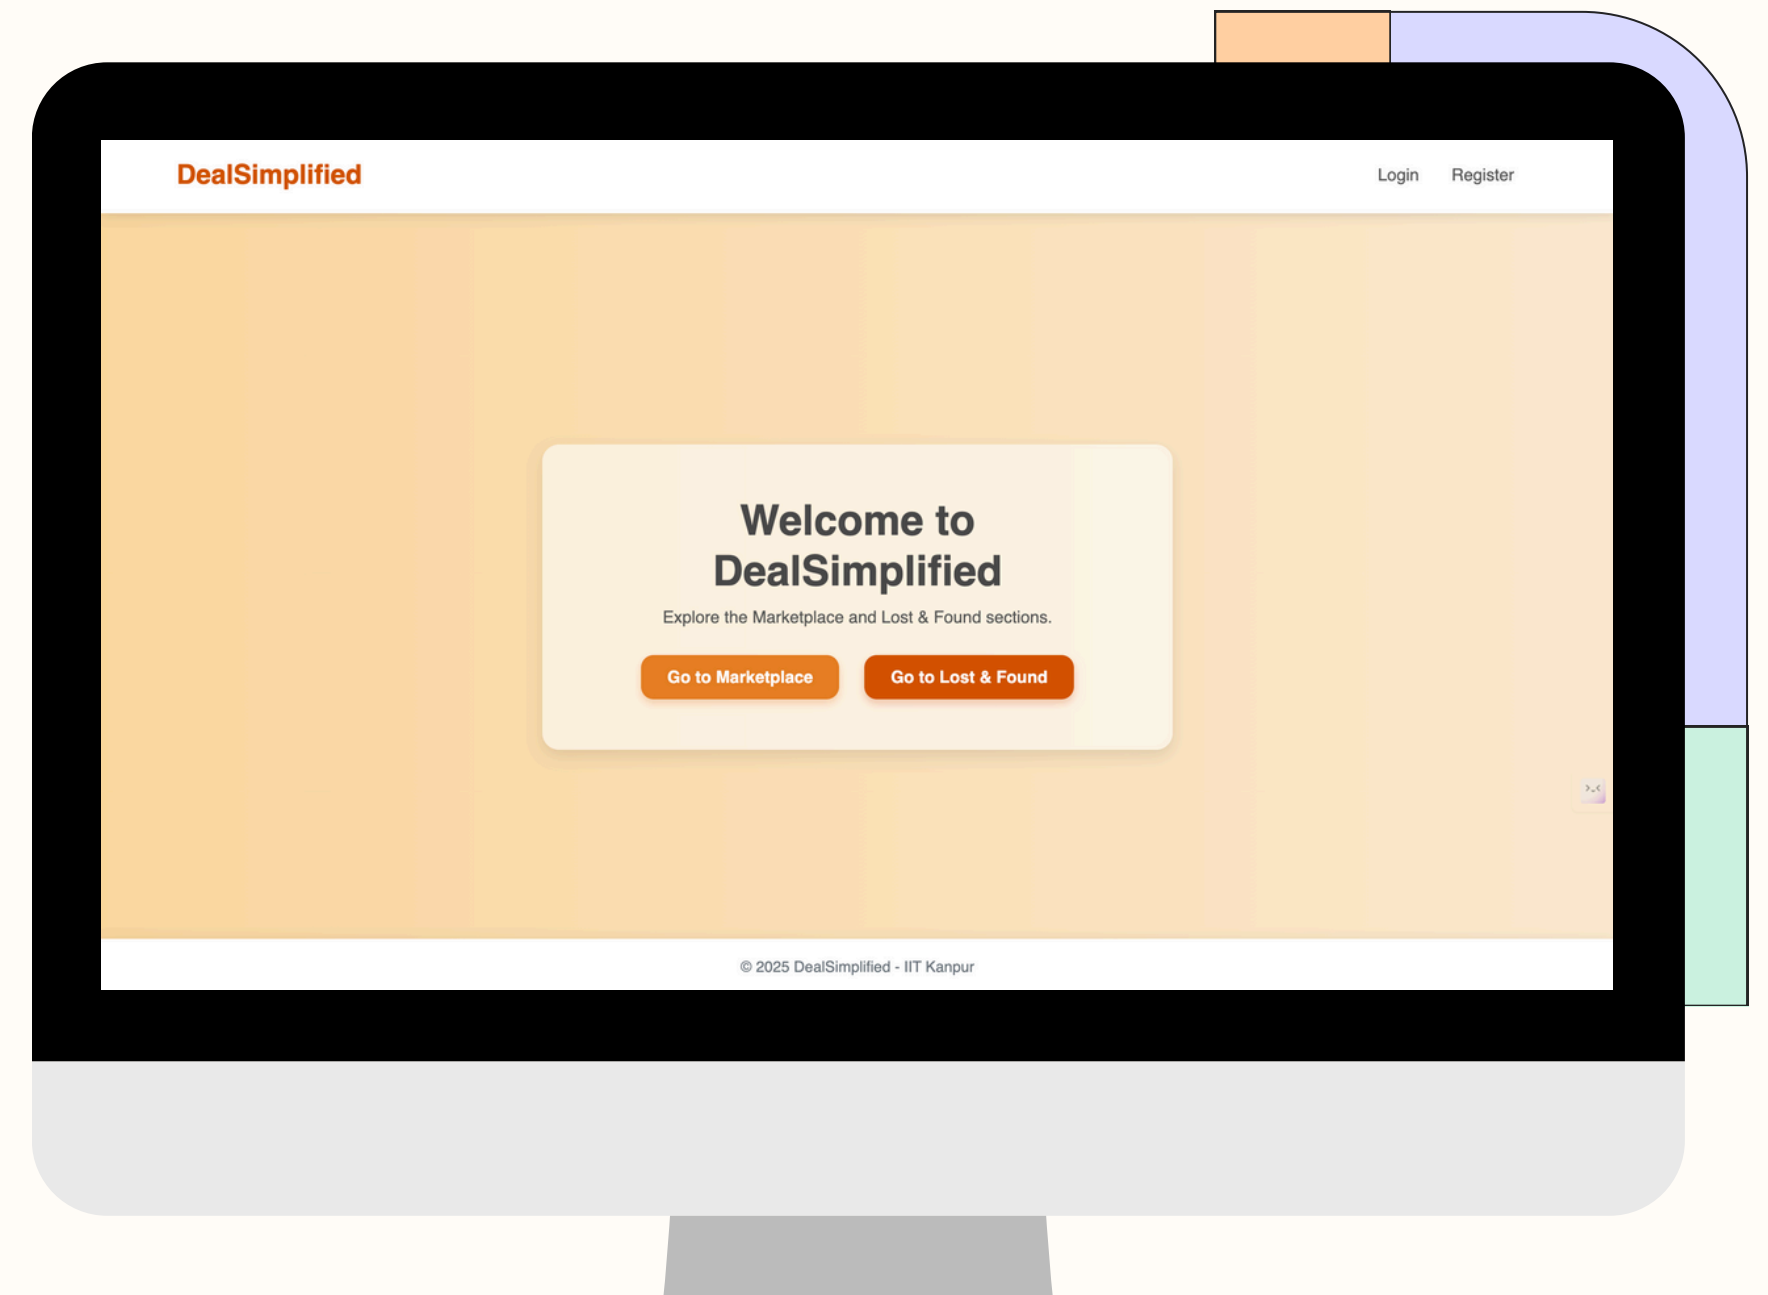 DealSimplified
Login Register
Welcome to
DealSimplified
Explore the Marketplace and Lost & Found sections.
Go to Marketplace Go to Lost & Found
© 2025 DealSimplified - IIT Kanpur